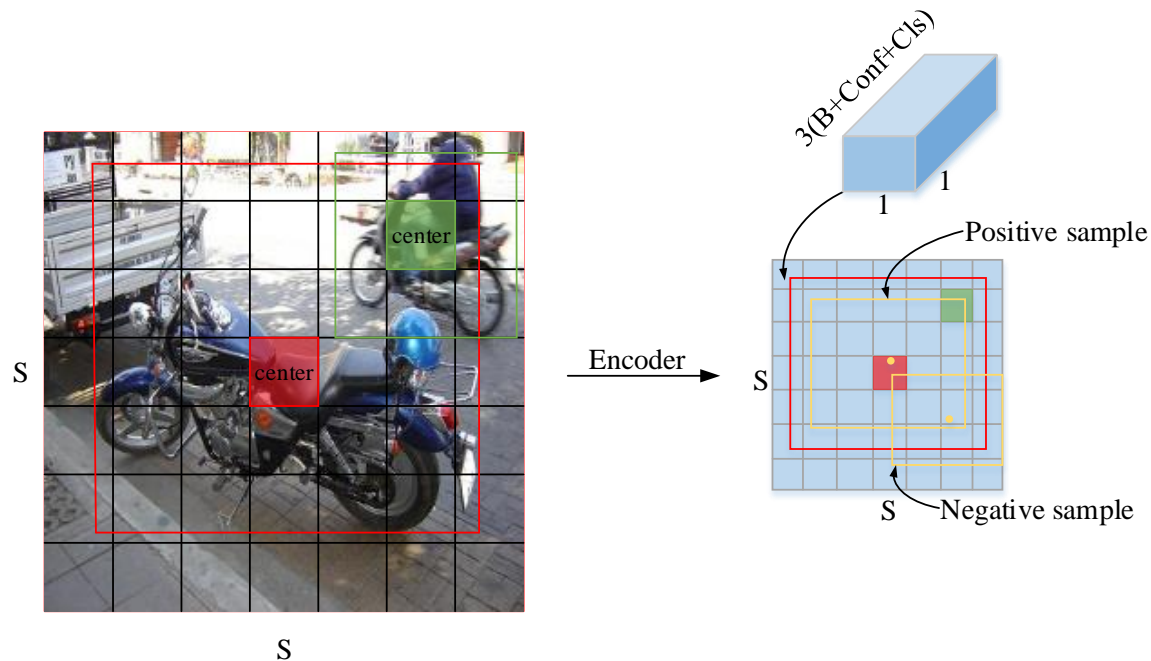 3(B+Conf+Cls)
1
1
Positive sample
center
center
Encoder
S
S
S
S
Negative sample